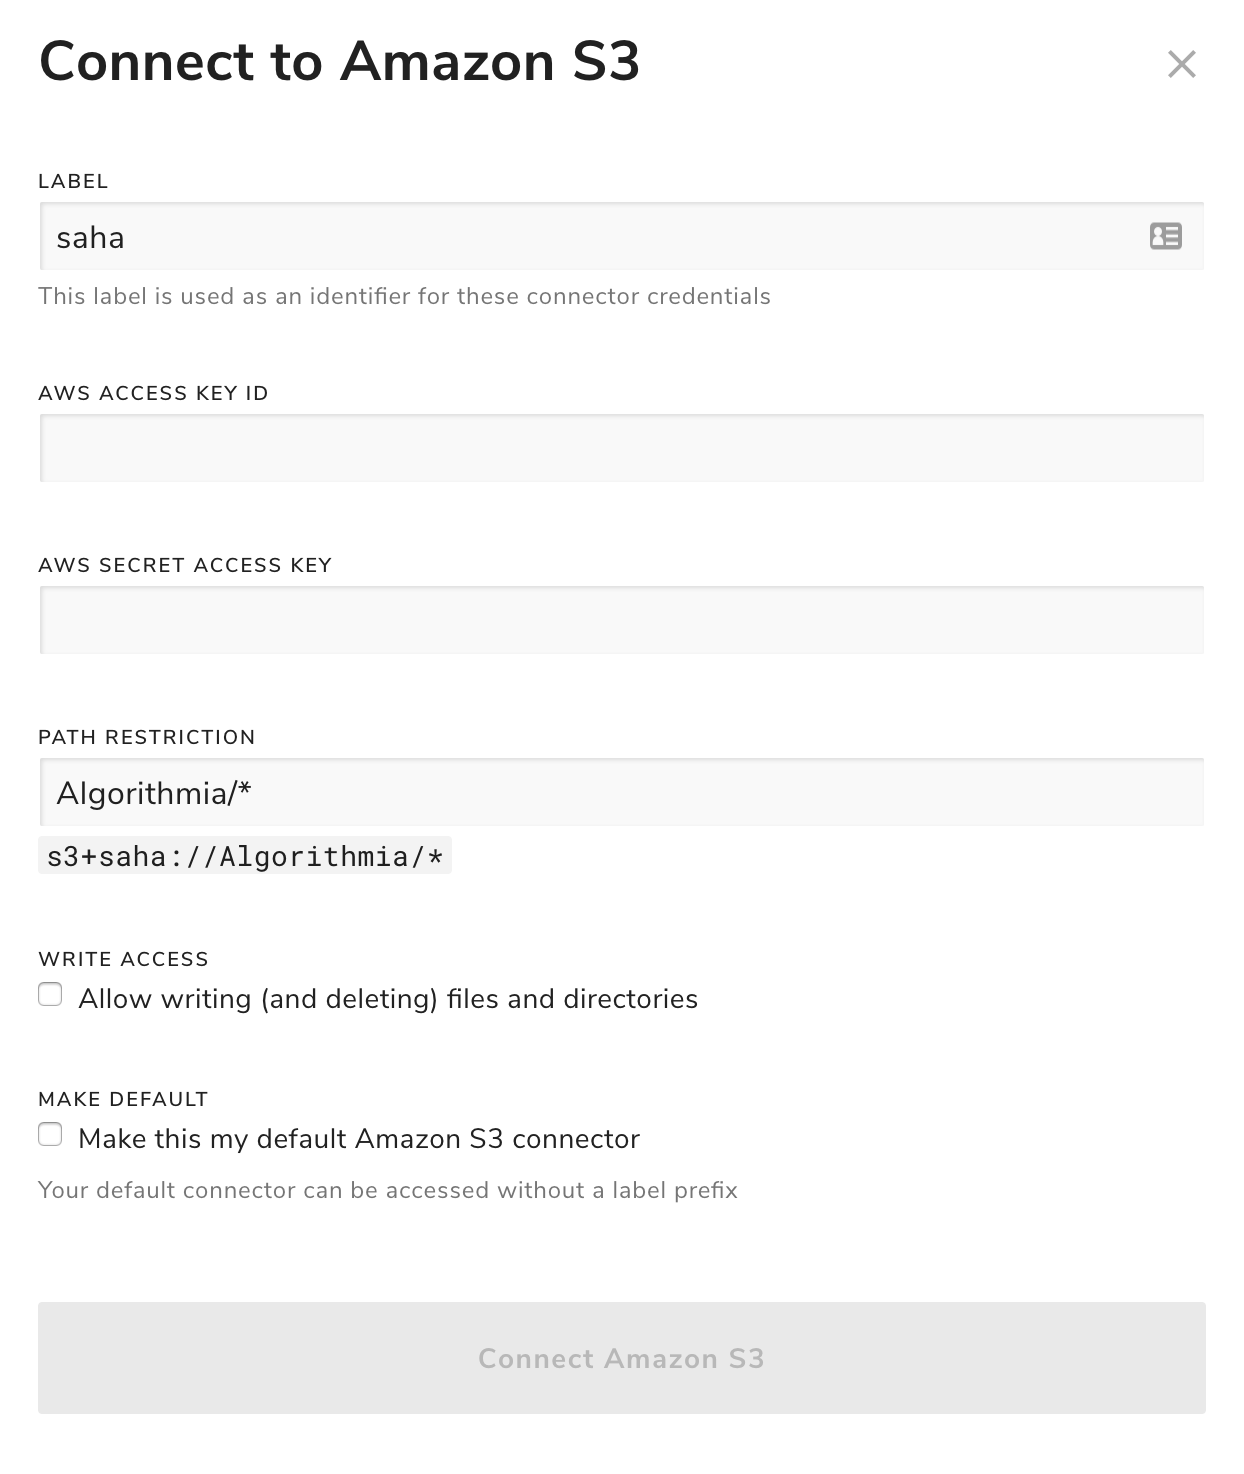 Connect to Amazon S3
LABEL
saha
This label is used as an identifier for these connector credentials
AWS ACCESS KEY ID
AWS SECRET ACCESS KEY
PATH RESTRICTION
Algorithmia/*
s3+saha://Algorithmia/*
WRITE ACCESS
Allow writing (and deleting) files and directories
MAKE DEFAULT
Make this my default Amazon S3 connector
Your default connector can be accessed without a label prefix
Connect Amazon S3